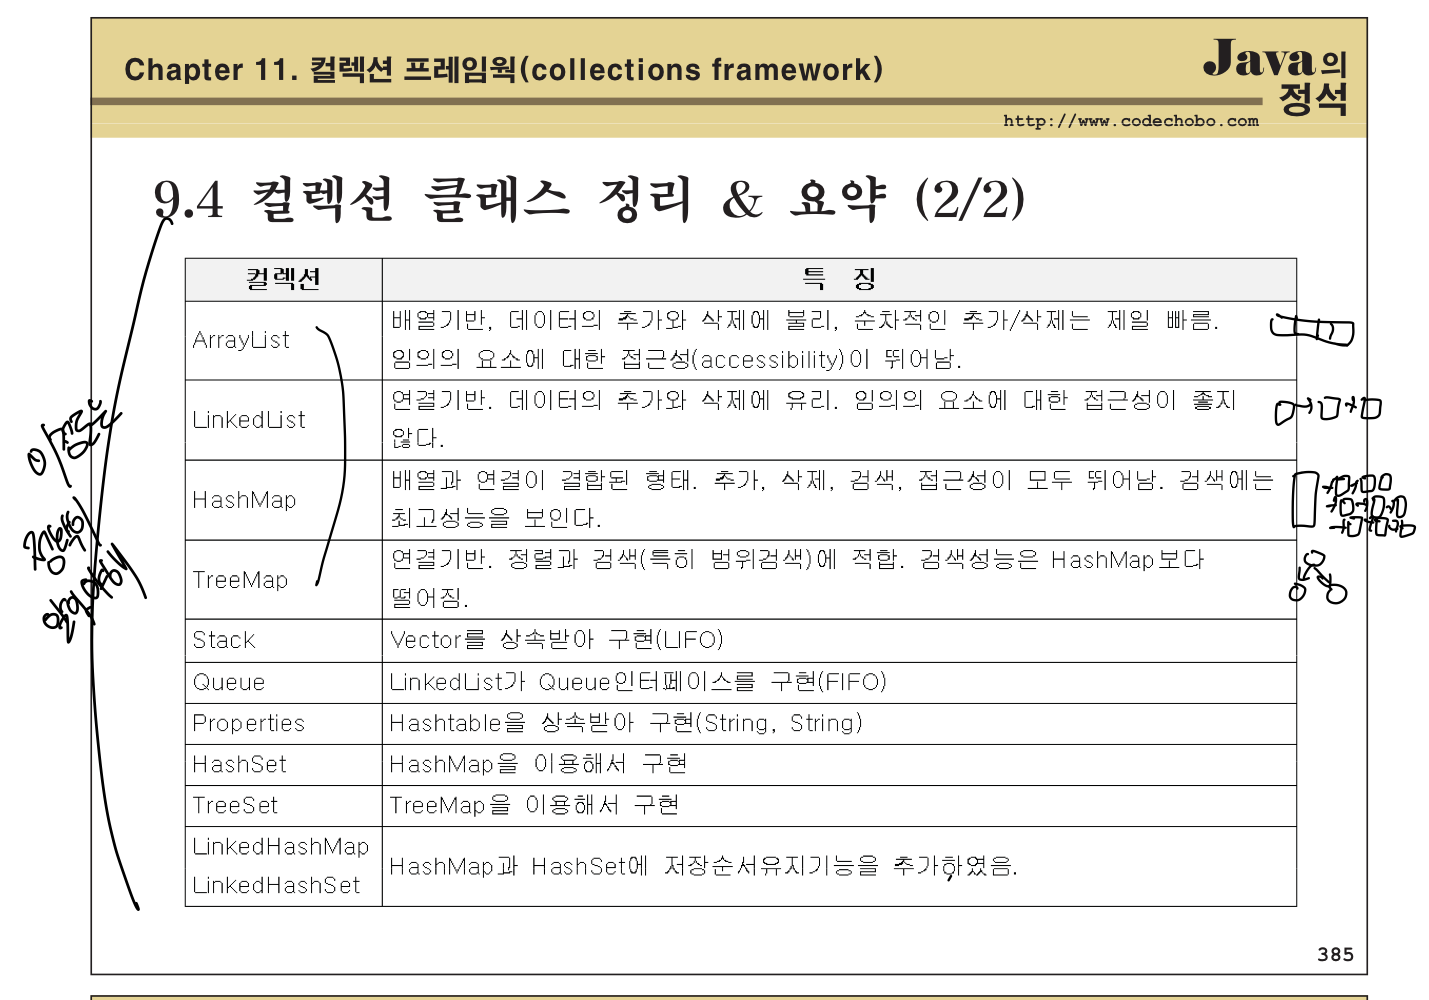 Chapter 11. 컬렉션 프레임웍(collections framework)
Java의
정석
http://www.codechobo.com
9.4 컬렉션 클래스 정리 & 요약 (2/2)
컬렉션
특 징
ArrayList
배열기반, 데이터의 추가와 삭제에 불리, 순차적인 추가/삭제는 제일 빠름.
임의의 요소에 대한 접근성(accessibility)이 뛰어남.
LinkedList
연결기반. 데이터의 추가와 삭제에 유리. 임의의 요소에 대한 접근성이 좋지
않다.
HashMap
배열과 연결이 결합된 형태. 추가, 삭제, 검색, 접근성이 모두 뛰어남. 검색에는
최고성능을 보인다.
TreeMap
연결기반. 정렬과 검색(특히 범위검색)에 적합. 검색성능은 HashMap보다
떨어짐.
Stack
Vector를 상속받아 구현(LIFO)
Queue
LinkedList가 Queue인터페이스를 구현(FIFO)
Properties
Hashtable을 상속받아 구현(String, String)
HashSet
HashMap을 이용해서 구현
TreeSet
TreeMap을 이용해서 구현
LinkedHashMap
LinkedHashSet
HashMap과 HashSet에 저장순서유지기능을 추가하였음.
385